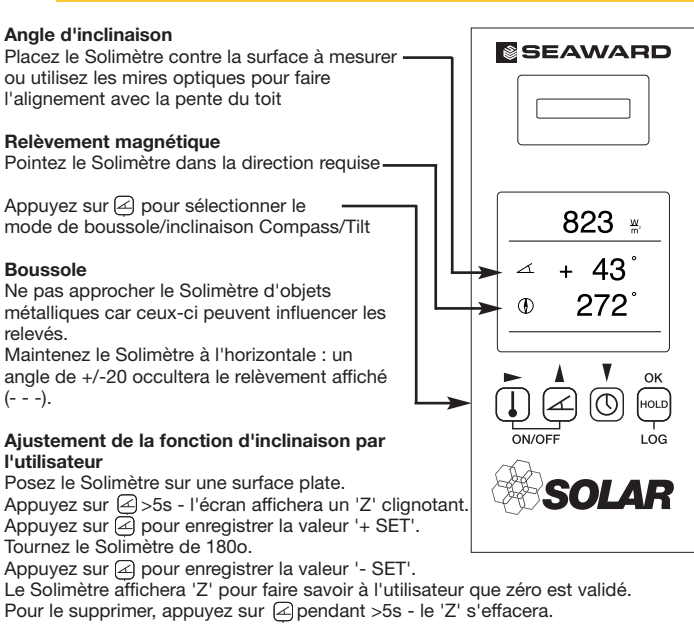 Angle d'inclinaison
Placez le Solimètre contre la surface à mesurer
ou utilisez les mires optiques pour faire
l'alignement avec la pente du toit
Relèvement magnétique
Pointez le Solimètre dans la direction requise
Appuyez sur pour sélectionner le
mode de boussole/inclinaison Compass/Tilt
Boussole
Ne pas approcher le Solimètre d'objets
métalliques car ceux-ci peuvent influencer les
relevés.
Maintenez le Solimètre à l'horizontale : un
angle de +/-20 occultera le relèvement affiché
(- - -).
Ajustement de la fonction d'inclinaison par
l'utilisateur
Posez le Solimètre sur une surface plate.
Appuyez sur >5s - l'écran affichera un 'Z' clignotant.
Appuyez sur pour enregistrer la valeur '+ SET'.
Tournez le Solimètre de 180o.
Appuyez sur pour enregistrer la valeur '- SET'.
Le Solimètre affichera 'Z' pour faire savoir à l'utilisateur que zéro est validé.
Pour le supprimer, appuyez sur pendant >5s - le 'Z' s'effacera.
SEAWARD
823 W/m²
+ 43°
272°
OK
HOLD
ON/OFF
LOG
SOLAR